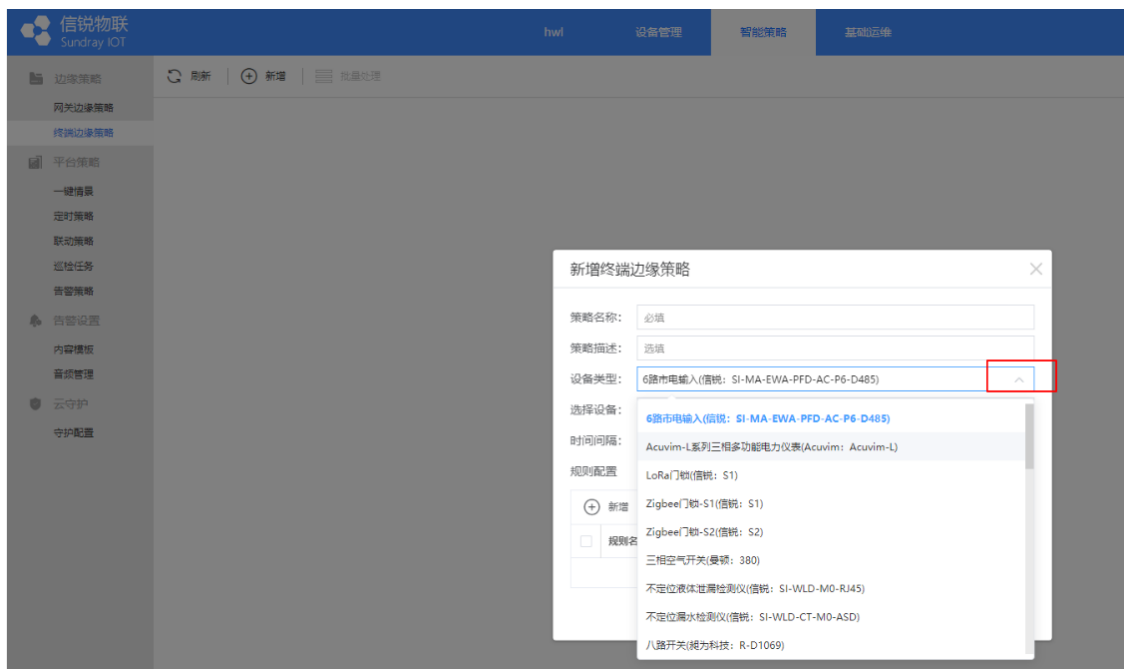 信锐物联
Sundray IOT
hwl
设备管理
智能策略
基础运维
边缘策略
网关边缘策略
终端边缘策略
平台策略
一键情景
定时策略
联动策略
巡检任务
告警策略
告警设置
内容模板
音频管理
云守护
守护配置
刷新
新增
批量处理
新增终端边缘策略
策略名称： 必填
策略描述： 选填
设备类型： 6路市电输入(信锐：SI-MA-EWA-PFD-AC-P6-D485)
选择设备：
时间间隔：
规则配置
新增
规则名
6路市电输入(信锐：SI-MA-EWA-PFD-AC-P6-D485)
Acuvim-L系列三相多功能电力仪表(Acuvim：Acuvim-L)
LoRa门锁(信锐：S1)
Zigbee门锁-S1(信锐：S1)
Zigbee门锁-S2(信锐：S2)
三相空气开关(曼顿：380)
不定位液体泄漏检测仪(信锐：SI-WLD-M0-RJ45)
不定位漏水检测仪(信锐：SI-WLD-CT-M0-ASD)
八路开关(昶为科技：R-D1069)